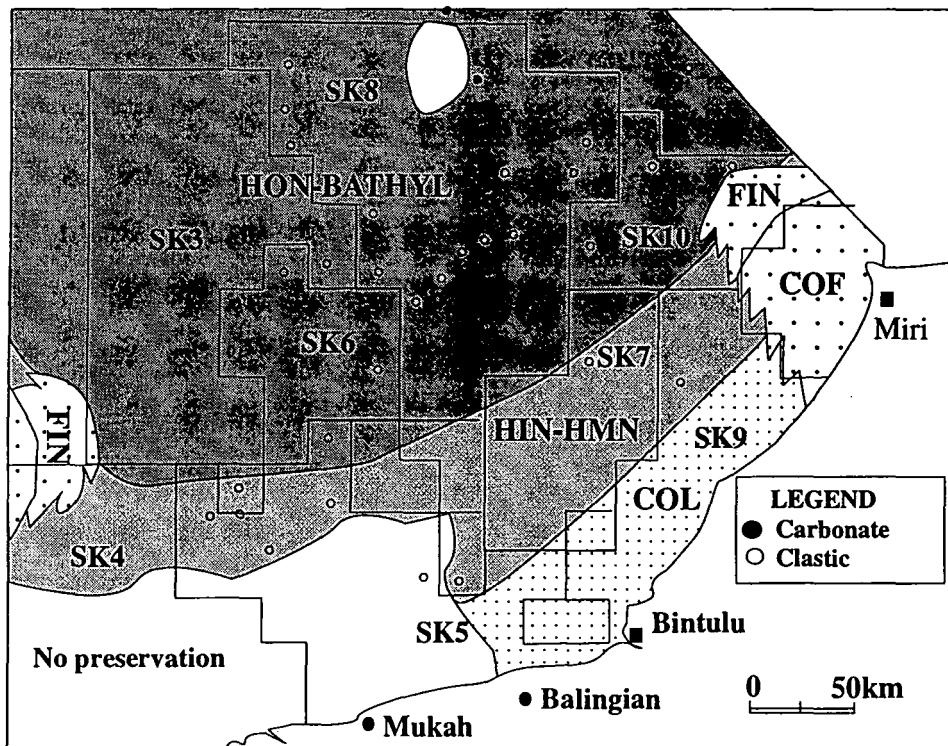 SK8
HON-BATHYL
FIN
SK3
SK10
COF
Miri
SK6
SK7
FIN
HIN-HMN
SK9
COL
LEGEND
Carbonate
Clastic
SK4
SK5
Bintulu
No preservation
Balingian
0 50km
Mukah